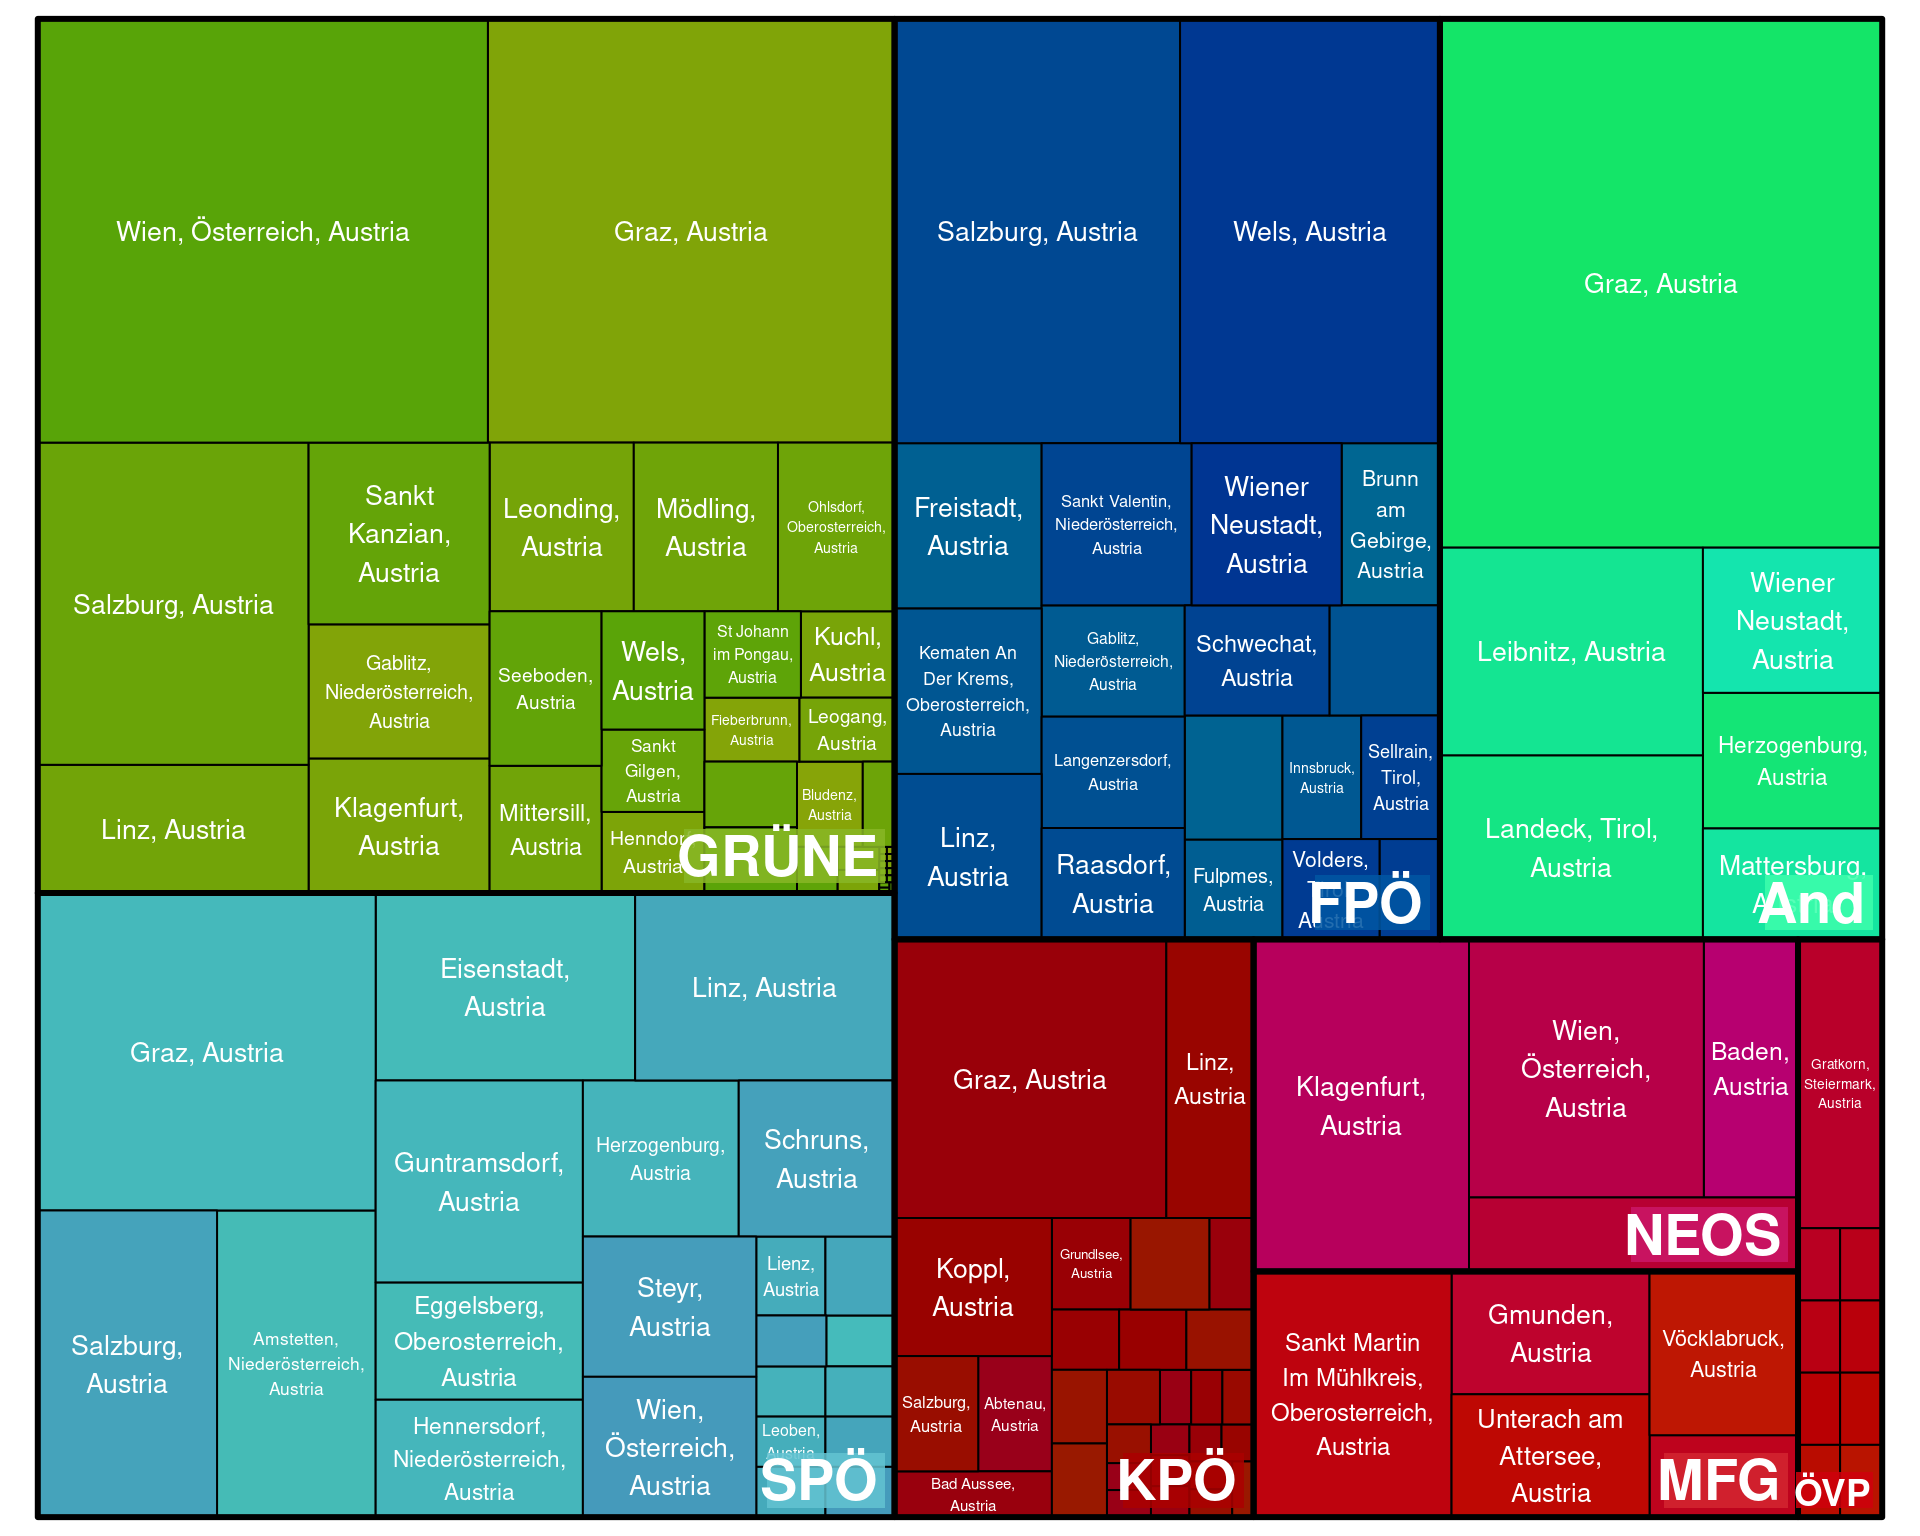 Wien, Österreich, Austria
Graz, Austria
Salzburg, Austria
Sankt
Kanzian,
Austria
Leonding,
Austria
Mödling,
Austria
Ohlsdorf,
Oberosterreich,
Austria
Gablitz,
Niederösterreich,
Austria
Seeboden,
Austria
Wels,
Austria
St Johann
im Pongau,
Austria
Kuchl,
Austria
Fieberbrunn,
Austria
Leogang,
Austria
Sankt
Gilgen,
Austria
Linz, Austria
Klagenfurt,
Austria
Mittersill,
Austria
Bludenz,
Austria
Austria
GRÜNE
Salzburg, Austria
Wels, Austria
Freistadt,
Austria
Sankt Valentin,
Niederösterreich,
Austria
Wiener
Neustadt,
Austria
Brunn
am
Gebirge,
Austria
Kematen An
Der Krems,
Oberosterreich,
Austria
Gablitz,
Niederösterreich,
Austria
Schwechat,
Austria
Langenzersdorf,
Austria
Innsbruck,
Austria
Sellrain,
Tirol,
Austria
Linz,
Austria
Raasdorf,
Austria
Fulpmes,
Austria
Volders,
Tirol,
Austria
FPÖ
Graz, Austria
Leibnitz, Austria
Wiener
Neustadt,
Austria
Herzogenburg,
Austria
Landeck, Tirol,
Austria
Mattersburg,
And
Graz, Austria
Eisenstadt,
Austria
Linz, Austria
Guntramsdorf,
Austria
Herzogenburg,
Austria
Schruns,
Austria
Salzburg,
Austria
Amstetten,
Niederösterreich,
Austria
Eggelsberg,
Oberosterreich,
Austria
Hennersdorf,
Niederösterreich,
Austria
Steyr,
Austria
Lienz,
Austria
Wien,
Österreich,
Austria
Leoben,
Austria
SPÖ
Graz, Austria
Linz,
Austria
Koppl,
Austria
Grundlsee,
Austria
Salzburg,
Austria
Abtenau,
Austria
Bad Aussee,
Austria
KPÖ
Klagenfurt,
Austria
Wien,
Österreich,
Austria
Baden,
Austria
NEOS
Sankt Martin
Im Mühlkreis,
Oberosterreich,
Austria
Gmunden,
Austria
Vöcklabruck,
Austria
Unterach am
Attersee,
Austria
MFG
Gratkorn,
Steiermark,
Austria
ÖVP